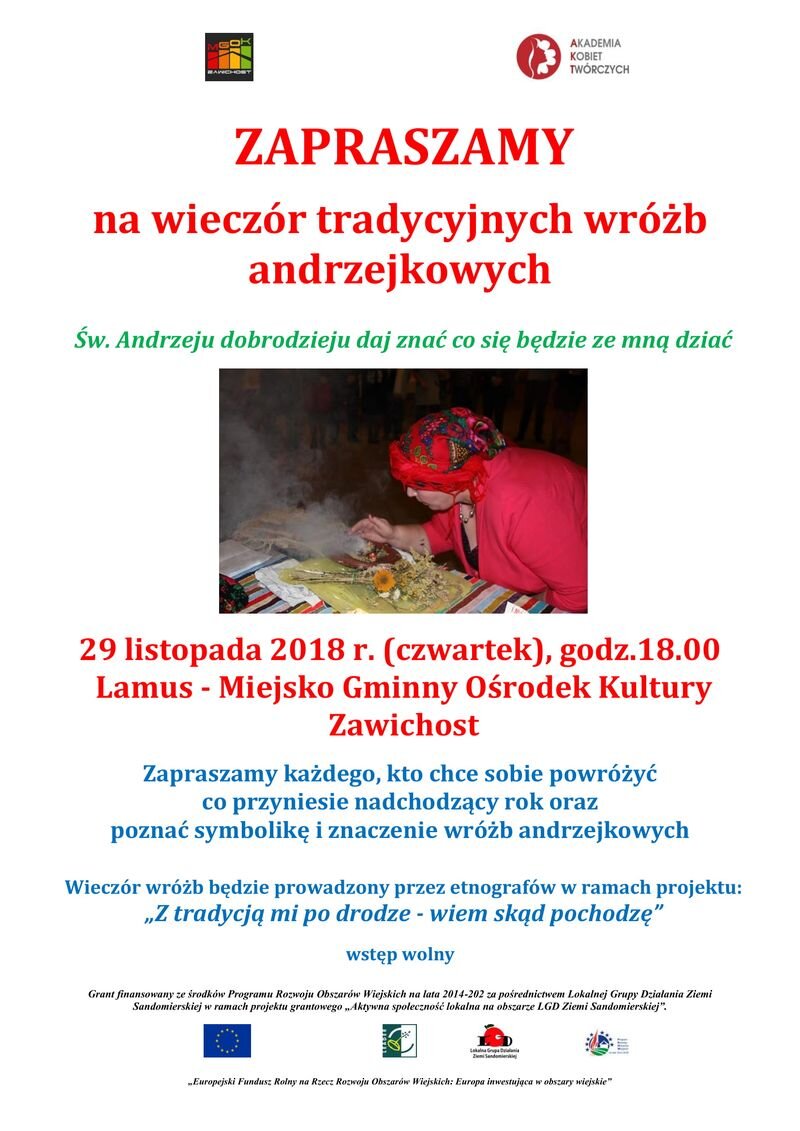 MGOK
ZAWICHOST
AKADEMIA
KOBIET
TWÓRCZYCH
ZAPRASZAMY
na wieczór tradycyjnych wróżb
andrzejkowych
Św. Andrzeju dobrodzieju daj znać co się będzie ze mną dziać
29 listopada 2018 r. (czwartek), godz.18.00
Lamus - Miejsko Gminny Ośrodek Kultury
Zawichost
Zapraszamy każdego, kto chce sobie powróżyć
co przyniesie nadchodzący rok oraz
poznać symbolikę i znaczenie wróżb andrzejkowych
Wieczór wróżb będzie prowadzony przez etnografów w ramach projektu:
„Z tradycją mi po drodze - wiem skąd pochodzę”
wstęp wolny
Grant finansowany ze środków Programu Rozwoju Obszarów Wiejskich na lata 2014-202 za pośrednictwem Lokalnej Grupy Działania Ziemi
Sandomierskiej w ramach projektu grantowego „Aktywna społeczność lokalna na obszarze LGD Ziemi Sandomierskiej”.
LEADER
LGD
Lokalna Grupa Działania
Ziemi Sandomierskiej
„Europejski Fundusz Rolny na Rzecz Rozwoju Obszarów Wiejskich: Europa inwestująca w obszary wiejskie”